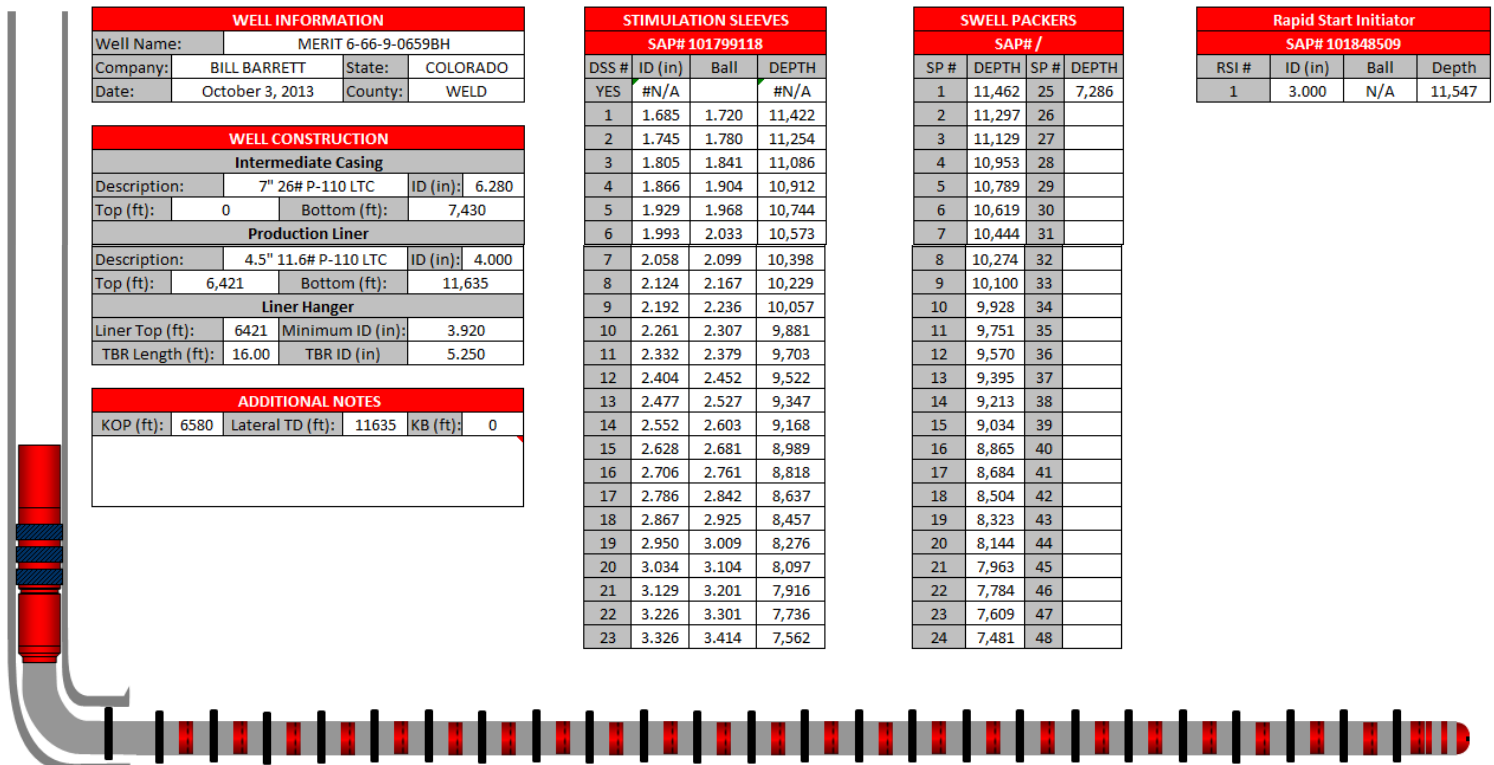 WELL INFORMATION
Well Name: MERIT 6-66-9-0659BH
Company: BILL BARRETT State: COLORADO
Date: October 3, 2013 County: WELD
WELL CONSTRUCTION
Intermediate Casing
Description: 7" 26# P-110 LTC ID (in): 6.280
Top (ft): 0 Bottom (ft): 7,430
Production Liner
Description: 4.5" 11.6# P-110 LTC ID (in): 4.000
Top (ft): 6,421 Bottom (ft): 11,635
Liner Hanger
Liner Top (ft): 6421 Minimum ID (in): 3.920
TBR Length (ft): 16.00 TBR ID (in) 5.250
ADDITIONAL NOTES
KOP (ft): 6580 Lateral TD (ft): 11635 KB (ft): 0
STIMULATION SLEEVES
SAP# 101799118
DSS # ID (in) Ball DEPTH
YES #N/A #N/A
1 1.685 1.720 11,422
2 1.745 1.780 11,254
3 1.805 1.841 11,086
4 1.866 1.904 10,912
5 1.929 1.968 10,744
6 1.993 2.033 10,573
7 2.058 2.099 10,398
8 2.124 2.167 10,229
9 2.192 2.236 10,057
10 2.261 2.307 9,881
11 2.332 2.379 9,703
12 2.404 2.452 9,522
13 2.477 2.527 9,347
14 2.552 2.603 9,168
15 2.628 2.681 8,989
16 2.706 2.761 8,818
17 2.786 2.842 8,637
18 2.867 2.925 8,457
19 2.950 3.009 8,276
20 3.034 3.104 8,097
21 3.129 3.201 7,916
22 3.226 3.301 7,736
23 3.326 3.414 7,562
SWELL PACKERS
SAP# /
SP # DEPTH SP # DEPTH
1 11,462 25 7,286
2 11,297 26
3 11,129 27
4 10,953 28
5 10,789 29
6 10,619 30
7 10,444 31
8 10,274 32
9 10,100 33
10 9,928 34
11 9,751 35
12 9,570 36
13 9,395 37
14 9,213 38
15 9,034 39
16 8,865 40
17 8,684 41
18 8,504 42
19 8,323 43
20 8,144 44
21 7,963 45
22 7,784 46
23 7,609 47
24 7,481 48
Rapid Start Initiator
SAP# 101848509
RSI # ID (in) Ball Depth
1 3.000 N/A 11,547